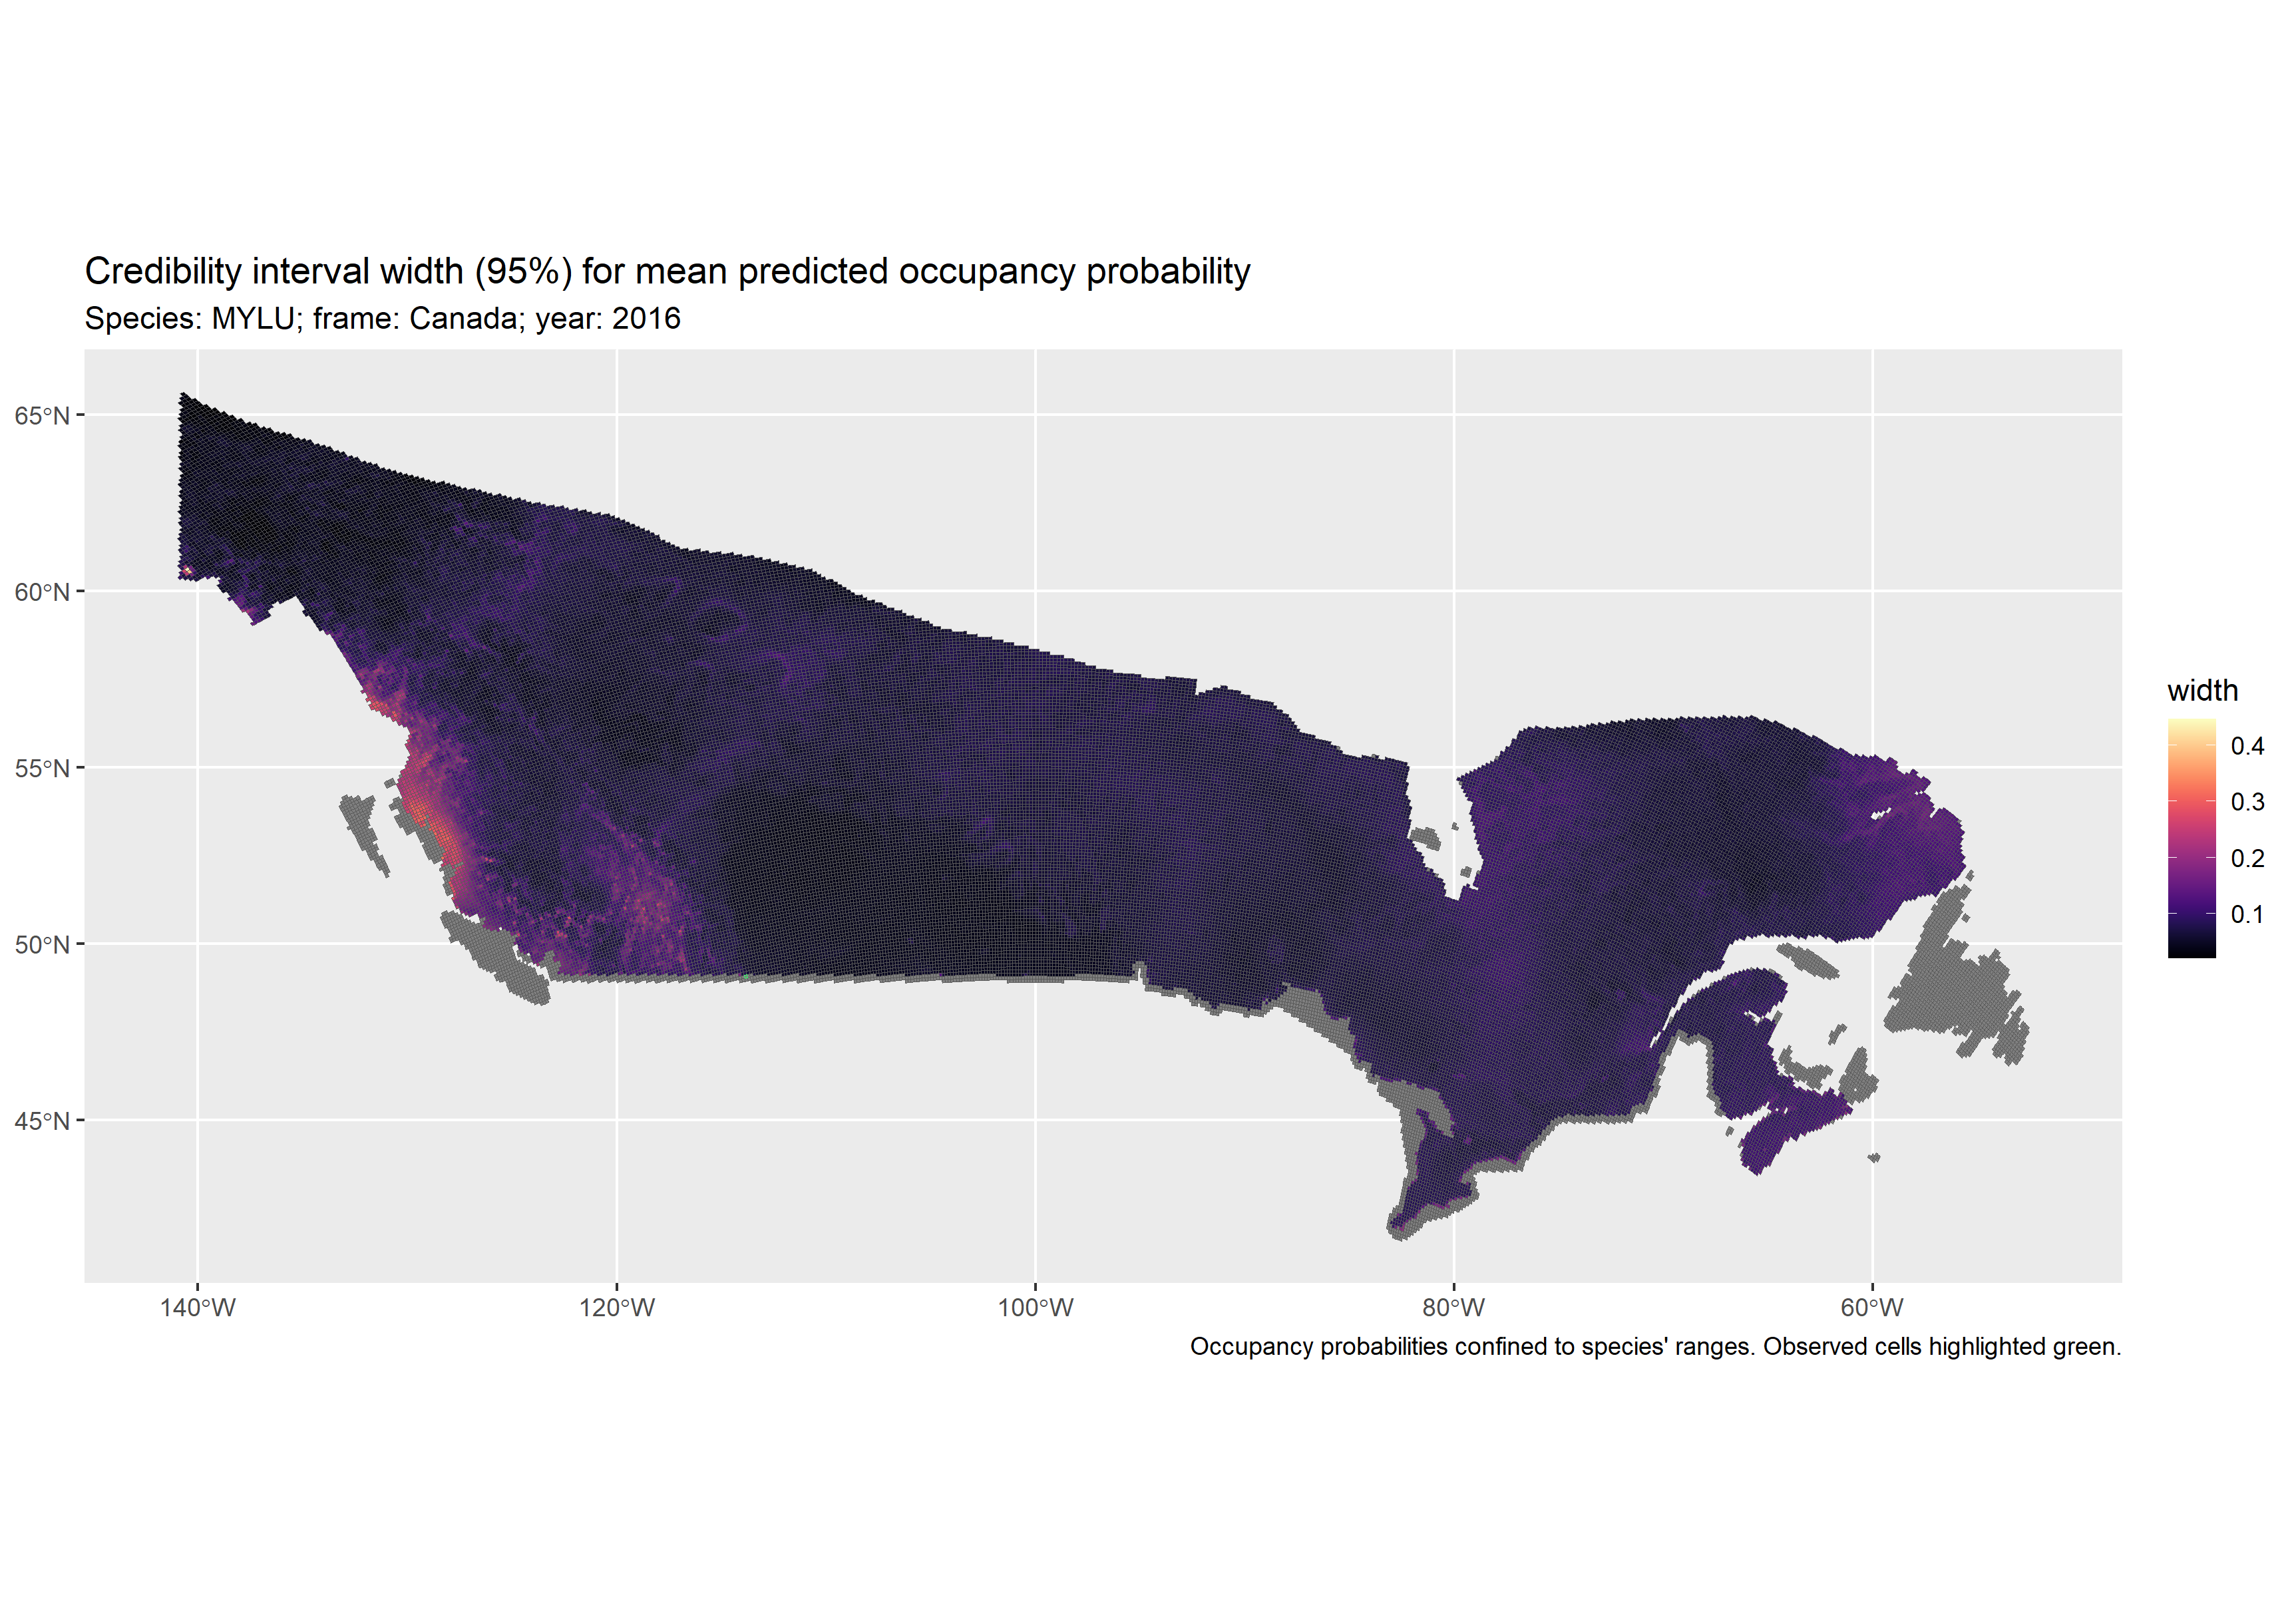 Credibility interval width (95%) for mean predicted occupancy probability
Species: MYLU; frame: Canada; year: 2016
65°N
60°N
55°N
50°N
45°N
140°W
120°W
100°W
80°W
60°W
width
0.4
0.3
0.2
0.1
Occupancy probabilities confined to species' ranges. Observed cells highlighted green.